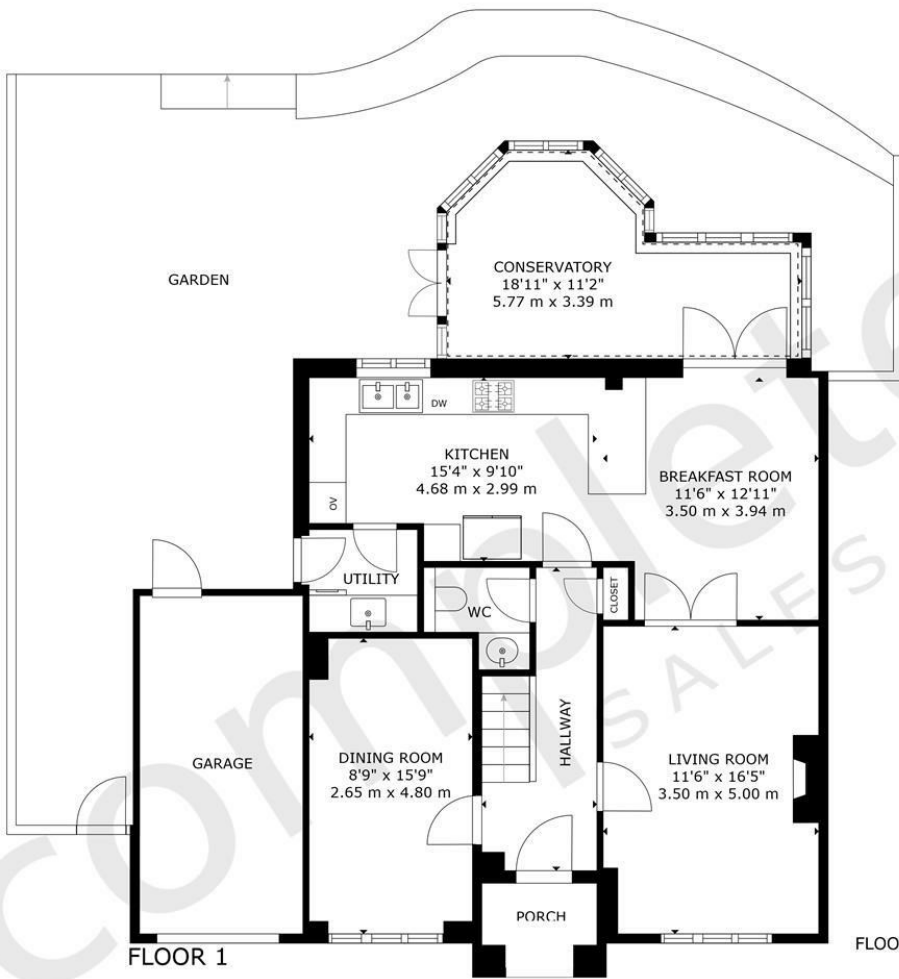 GARDEN
CONSERVATORY
18'11" x 11'2"
5.77 m x 3.39 m
DW
KITCHEN
15'4" x 9'10"
4.68 m x 2.99 m
BREAKFAST ROOM
11'6" x 12'11"
3.50 m x 3.94 m
OV
UTILITY
WC
CLOSET
HALLWAY
GARAGE
DINING ROOM
8'9" x 15'9"
2.65 m x 4.80 m
LIVING ROOM
11'6" x 16'5"
3.50 m x 5.00 m
PORCH
FLOOR 1
FLOO
complete
SALES